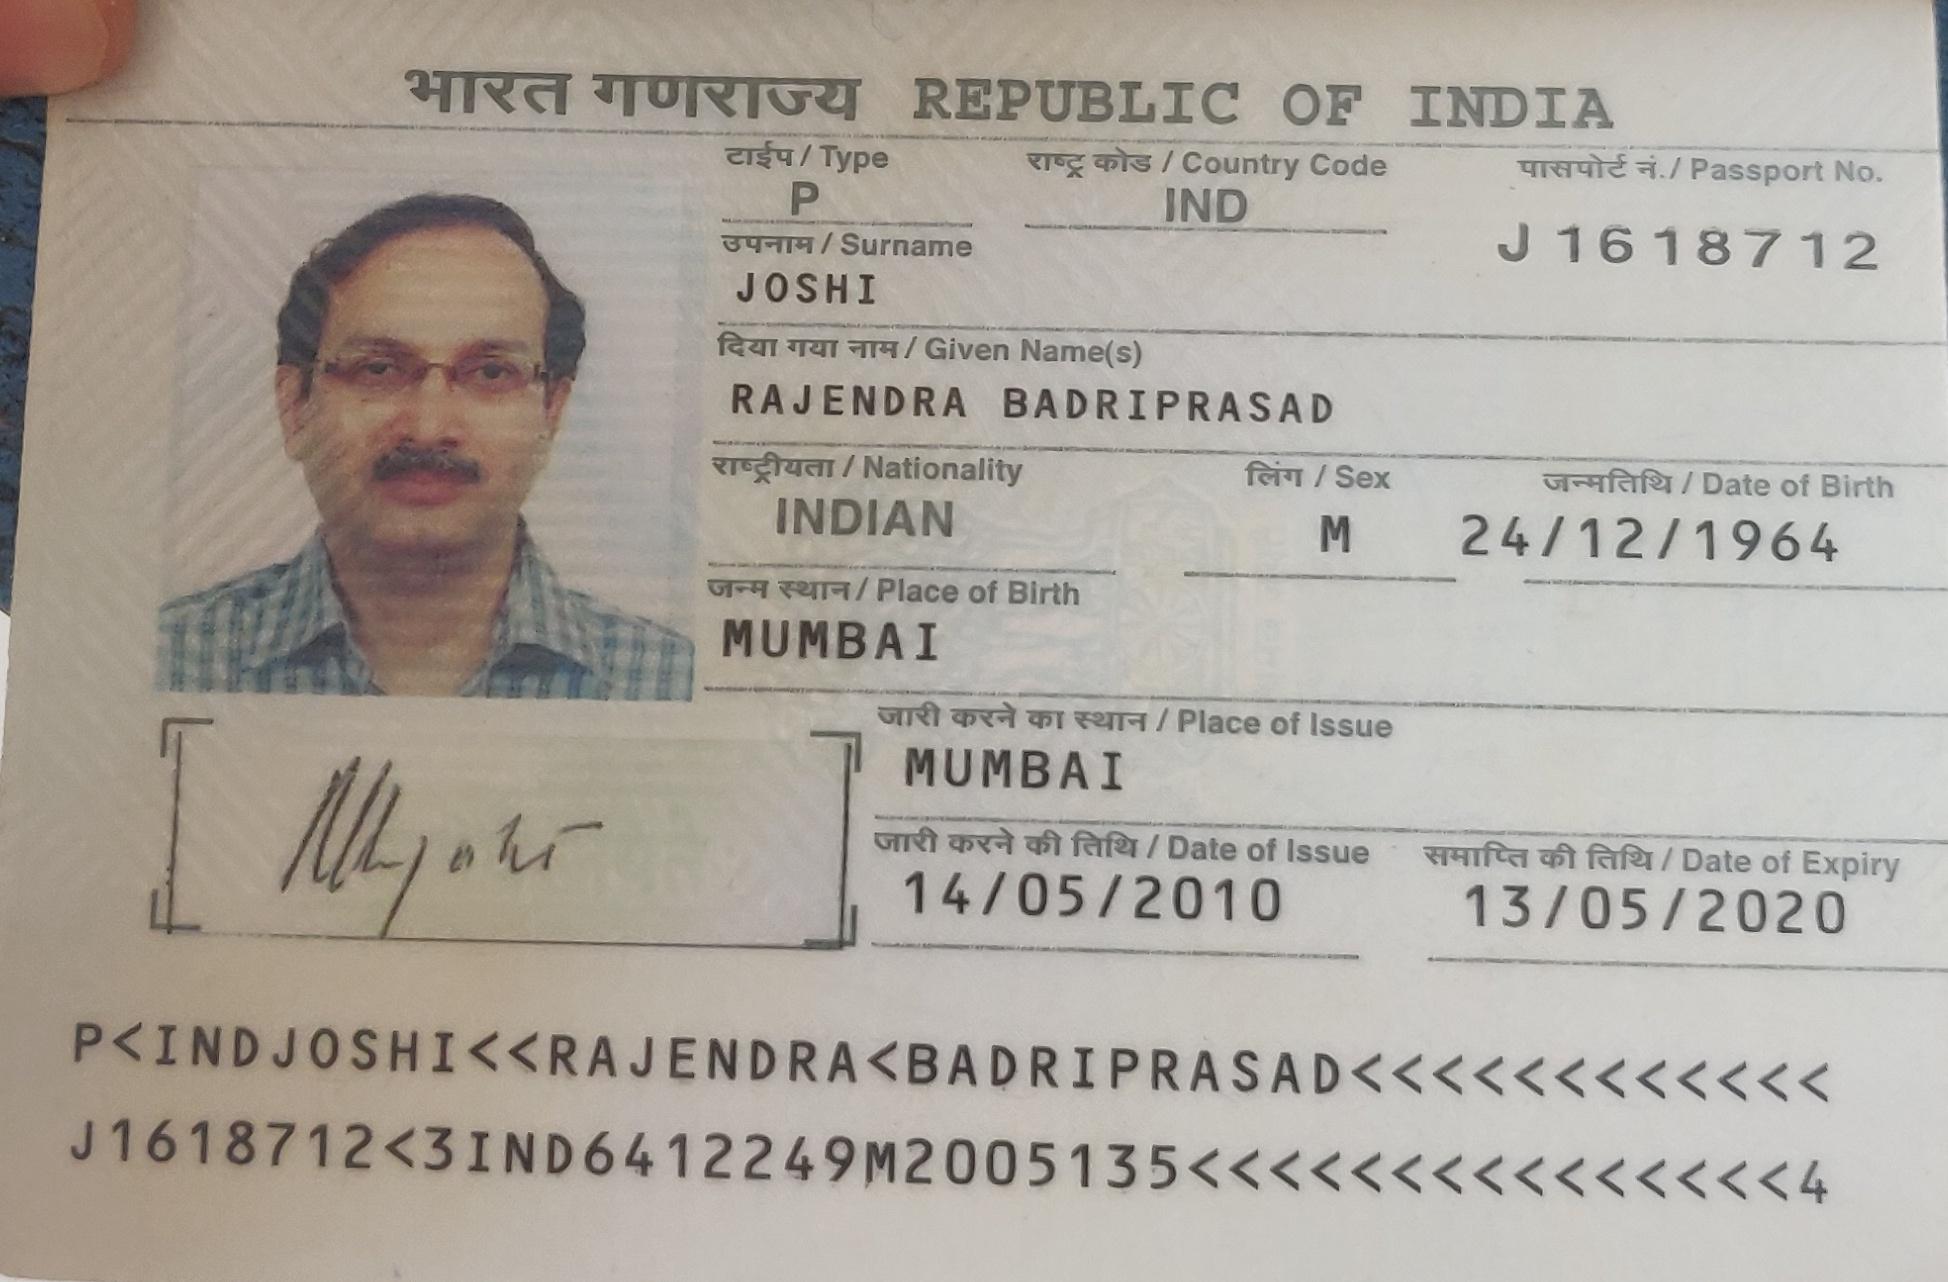 भारत गणराज्य REPUBLIC OF INDIA
टाईप / Type राष्ट्र कोड / Country Code पासपोर्ट नं. / Passport No.
P IND J 1618712
उपनाम / Surname
JOSHI
दिया गया नाम / Given Name(s)
RAJENDRA BADRIPRASAD
राष्ट्रीयता / Nationality लिंग / Sex जन्मतिथि / Date of Birth
INDIAN M 24/12/1964
जन्म स्थान / Place of Birth
MUMBAI
जारी करने का स्थान / Place of Issue
MUMBAI
जारी करने की तिथि / Date of Issue समाप्ति की तिथि / Date of Expiry
14/05/2010 13/05/2020
P<INDJOSHI<<RAJENDRA<BADRIPRASAD<<<<<<<<<<<<
J1618712<3IND6412249M2005135<<<<<<<<<<<<<<<4